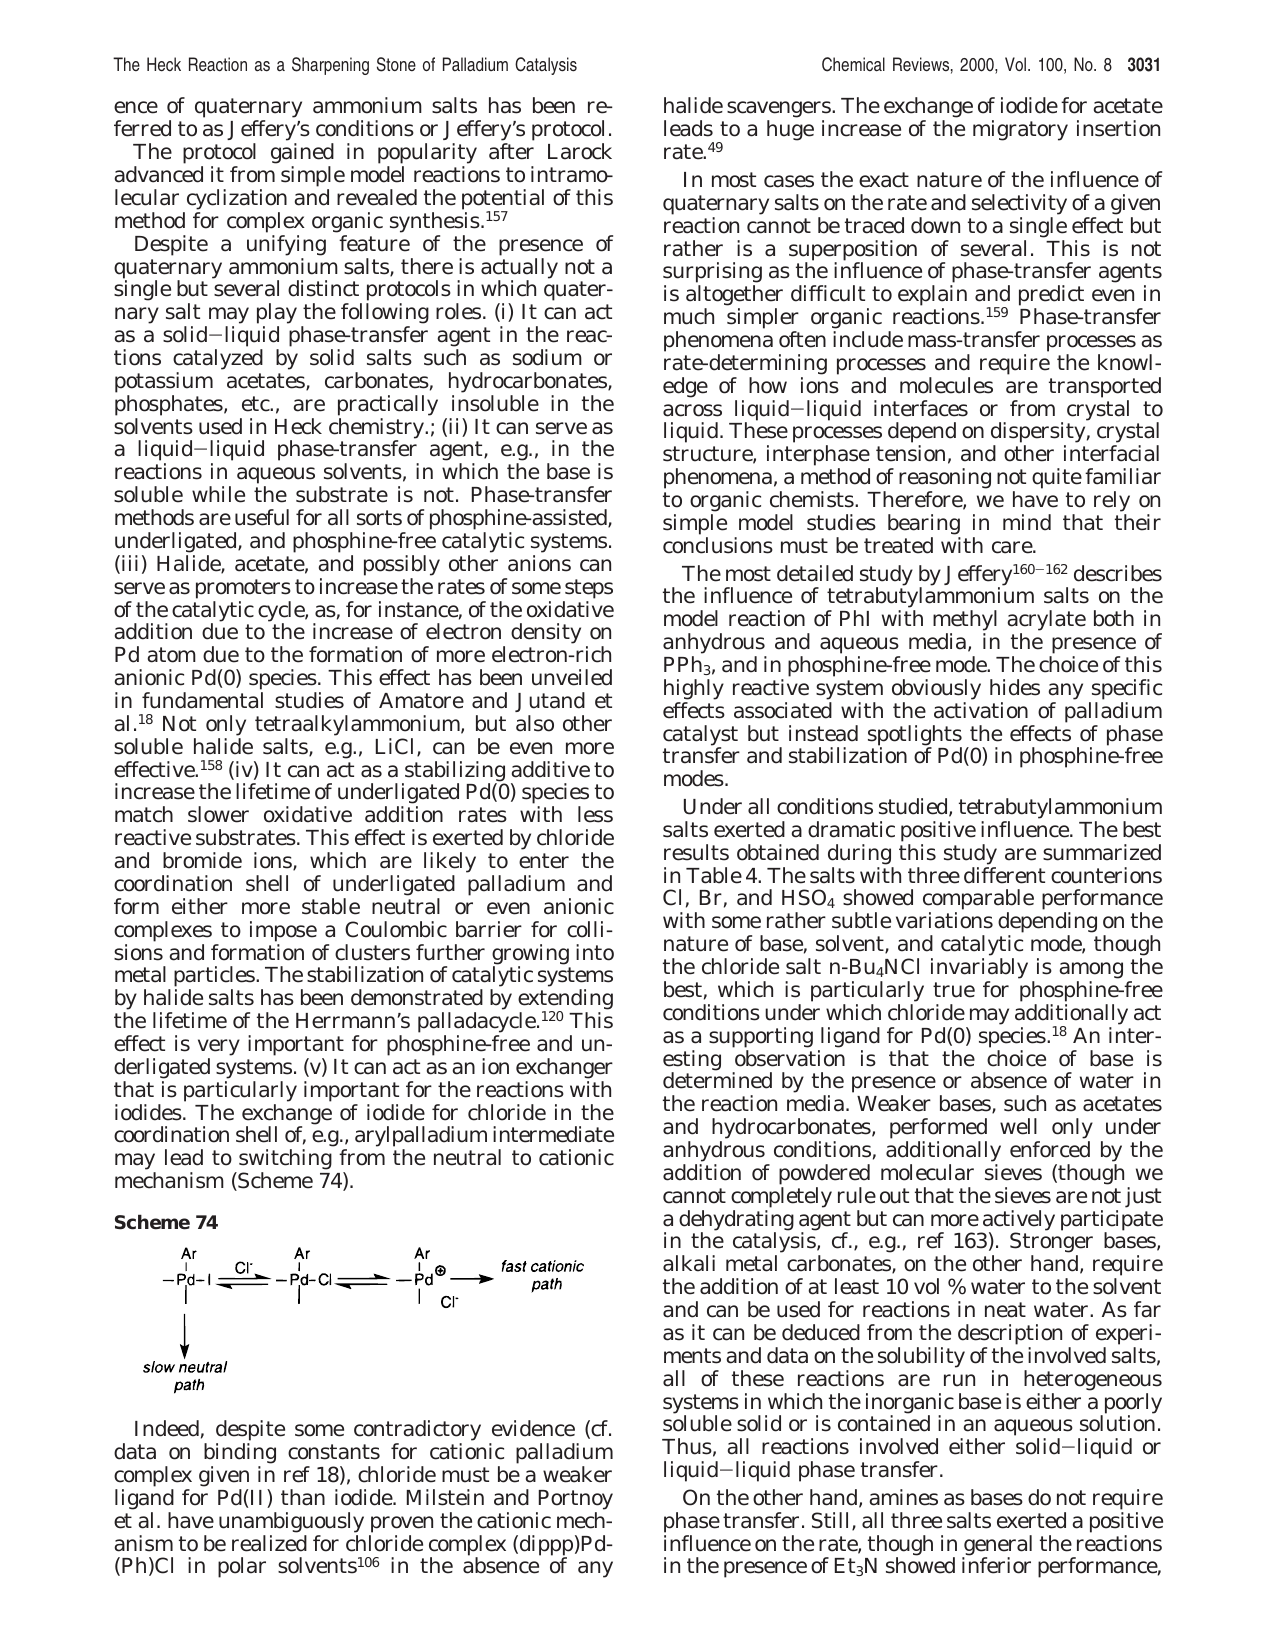 The Heck Reaction as a Sharpening Stone of Palladium Catalysis
Chemical Reviews, 2000, Vol. 100, No. 8 3031
ence of quaternary ammonium salts has been re-
ferred to as Jeffery's conditions or Jeffery's protocol.
The protocol gained in popularity after Larock
advanced it from simple model reactions to intramo-
lecular cyclization and revealed the potential of this
method for complex organic synthesis.157
Despite a unifying feature of the presence of
quaternary ammonium salts, there is actually not a
single but several distinct protocols in which quater-
nary salt may play the following roles. (i) It can act
as a solid−liquid phase-transfer agent in the reac-
tions catalyzed by solid salts such as sodium or
potassium acetates, carbonates, hydrocarbonates,
phosphates, etc., are practically insoluble in the
solvents used in Heck chemistry.; (ii) It can serve as
a liquid−liquid phase-transfer agent, e.g., in the
reactions in aqueous solvents, in which the base is
soluble while the substrate is not. Phase-transfer
methods are useful for all sorts of phosphine-assisted,
underligated, and phosphine-free catalytic systems.
(iii) Halide, acetate, and possibly other anions can
serve as promoters to increase the rates of some steps
of the catalytic cycle, as, for instance, of the oxidative
addition due to the increase of electron density on
Pd atom due to the formation of more electron-rich
anionic Pd(0) species. This effect has been unveiled
in fundamental studies of Amatore and Jutand et
al.18 Not only tetraalkylammonium, but also other
soluble halide salts, e.g., LiCl, can be even more
effective.158 (iv) It can act as a stabilizing additive to
increase the lifetime of underligated Pd(0) species to
match slower oxidative addition rates with less
reactive substrates. This effect is exerted by chloride
and bromide ions, which are likely to enter the
coordination shell of underligated palladium and
form either more stable neutral or even anionic
complexes to impose a Coulombic barrier for colli-
sions and formation of clusters further growing into
metal particles. The stabilization of catalytic systems
by halide salts has been demonstrated by extending
the lifetime of the Herrmann's palladacycle.120 This
effect is very important for phosphine-free and un-
derligated systems. (v) It can act as an ion exchanger
that is particularly important for the reactions with
iodides. The exchange of iodide for chloride in the
coordination shell of, e.g., arylpalladium intermediate
may lead to switching from the neutral to cationic
mechanism (Scheme 74).
Scheme 74
Ar Ar Ar
Pd-I Cl- Pd-Cl Pd ⊕ fast cationic
Cl- path
slow neutral
path
Indeed, despite some contradictory evidence (cf.
data on binding constants for cationic palladium
complex given in ref 18), chloride must be a weaker
ligand for Pd(II) than iodide. Milstein and Portnoy
et al. have unambiguously proven the cationic mech-
anism to be realized for chloride complex (dippp)Pd-
(Ph)Cl in polar solvents106 in the absence of any
halide scavengers. The exchange of iodide for acetate
leads to a huge increase of the migratory insertion
rate.49
In most cases the exact nature of the influence of
quaternary salts on the rate and selectivity of a given
reaction cannot be traced down to a single effect but
rather is a superposition of several. This is not
surprising as the influence of phase-transfer agents
is altogether difficult to explain and predict even in
much simpler organic reactions.159 Phase-transfer
phenomena often include mass-transfer processes as
rate-determining processes and require the knowl-
edge of how ions and molecules are transported
across liquid−liquid interfaces or from crystal to
liquid. These processes depend on dispersity, crystal
structure, interphase tension, and other interfacial
phenomena, a method of reasoning not quite familiar
to organic chemists. Therefore, we have to rely on
simple model studies bearing in mind that their
conclusions must be treated with care.
The most detailed study by Jeffery160−162 describes
the influence of tetrabutylammonium salts on the
model reaction of PhI with methyl acrylate both in
anhydrous and aqueous media, in the presence of
PPh3, and in phosphine-free mode. The choice of this
highly reactive system obviously hides any specific
effects associated with the activation of palladium
catalyst but instead spotlights the effects of phase
transfer and stabilization of Pd(0) in phosphine-free
modes.
Under all conditions studied, tetrabutylammonium
salts exerted a dramatic positive influence. The best
results obtained during this study are summarized
in Table 4. The salts with three different counterions
Cl, Br, and HSO4 showed comparable performance
with some rather subtle variations depending on the
nature of base, solvent, and catalytic mode, though
the chloride salt n-Bu4NCl invariably is among the
best, which is particularly true for phosphine-free
conditions under which chloride may additionally act
as a supporting ligand for Pd(0) species.18 An inter-
esting observation is that the choice of base is
determined by the presence or absence of water in
the reaction media. Weaker bases, such as acetates
and hydrocarbonates, performed well only under
anhydrous conditions, additionally enforced by the
addition of powdered molecular sieves (though we
cannot completely rule out that the sieves are not just
a dehydrating agent but can more actively participate
in the catalysis, cf., e.g., ref 163). Stronger bases,
alkali metal carbonates, on the other hand, require
the addition of at least 10 vol % water to the solvent
and can be used for reactions in neat water. As far
as it can be deduced from the description of experi-
ments and data on the solubility of the involved salts,
all of these reactions are run in heterogeneous
systems in which the inorganic base is either a poorly
soluble solid or is contained in an aqueous solution.
Thus, all reactions involved either solid−liquid or
liquid−liquid phase transfer.
On the other hand, amines as bases do not require
phase transfer. Still, all three salts exerted a positive
influence on the rate, though in general the reactions
in the presence of Et3N showed inferior performance,